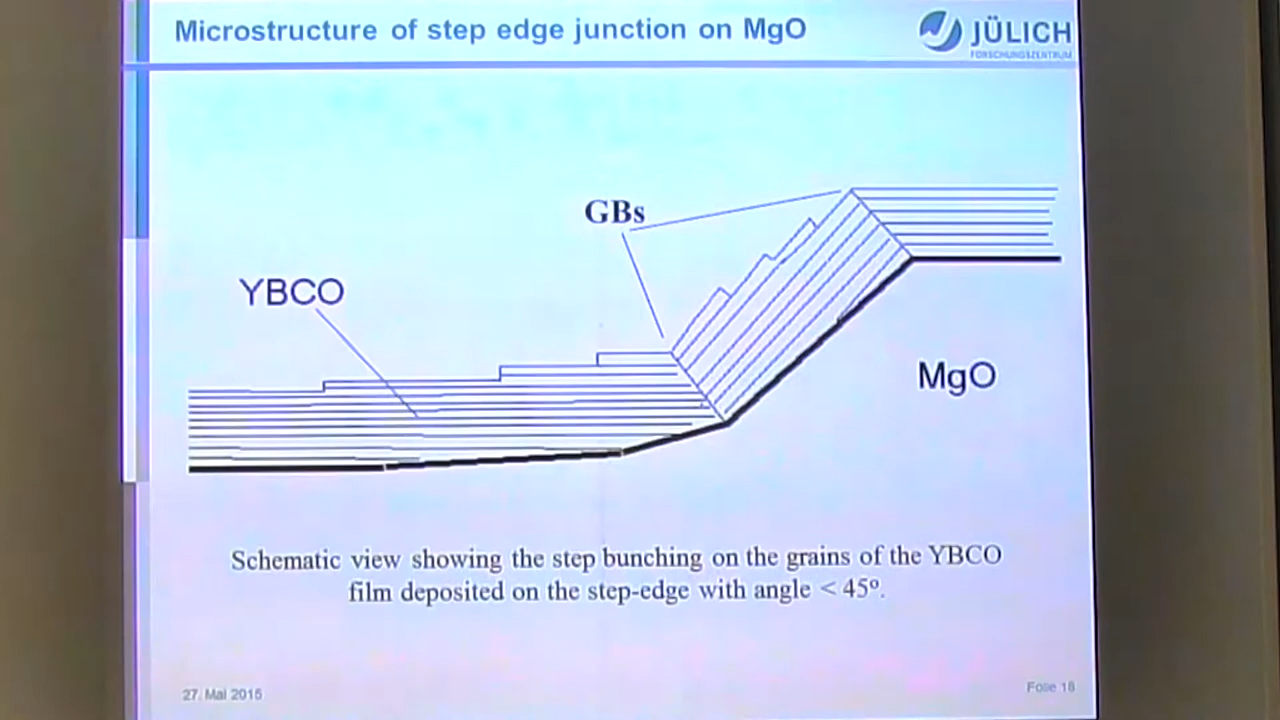 Microstructure of step edge junction on MgO
JÜLICH
FORSCHUNGSZENTRUM
GBs
YBCO
MgO
Schematic view showing the step bunching on the grains of the YBCO
film deposited on the step-edge with angle < 45º.
27. Mai 2015
Folie 18